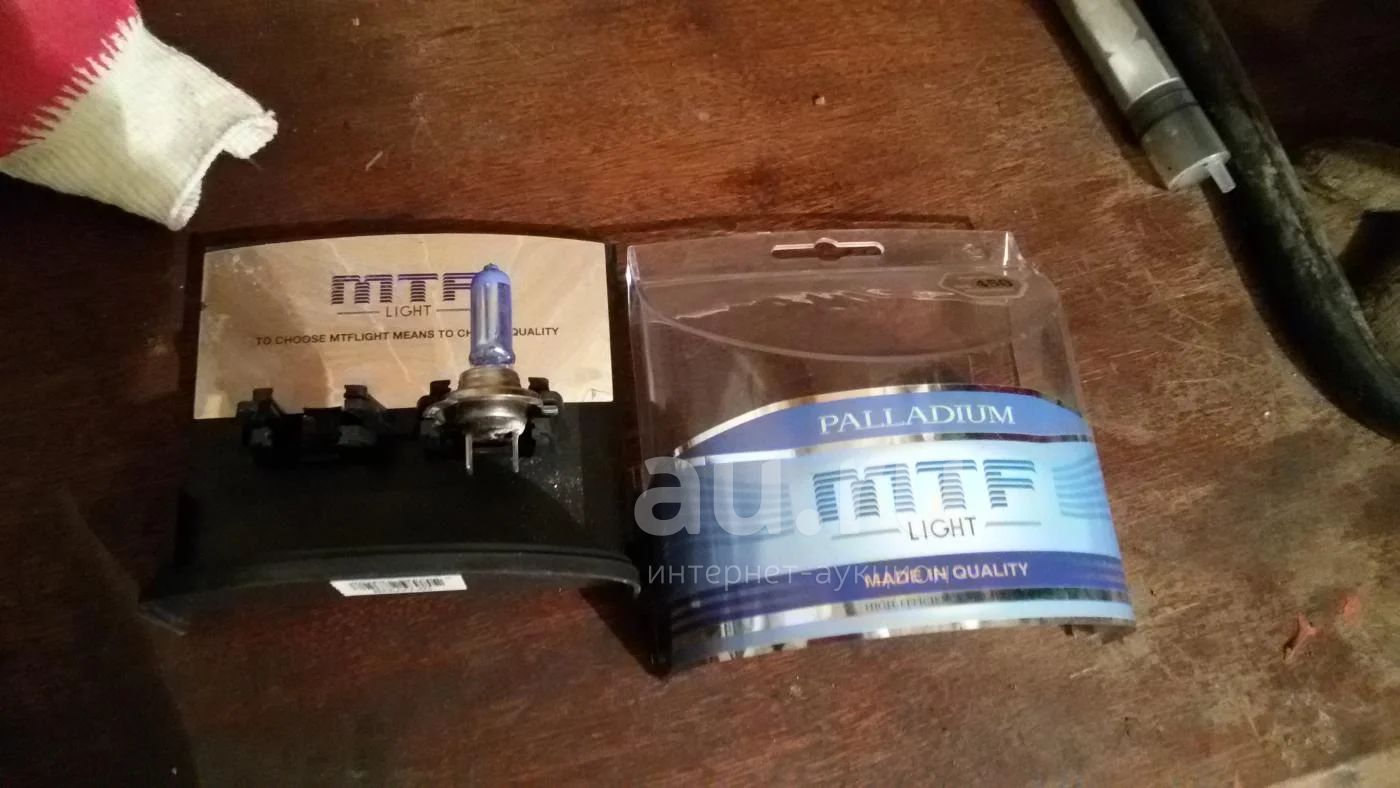 MTF
LIGHT
TO CHOOSE MTFLIGHT MEANS TO CH QUALITY
PALLADIUM
MTF
LIGHT
MADE IN QUALITY
au.ru
интернет-аукцион